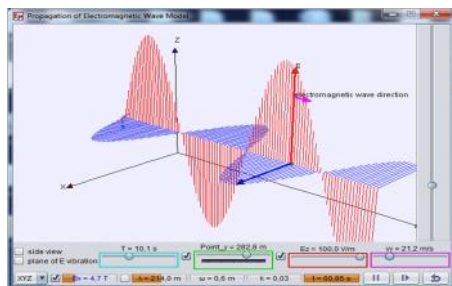 Propagation of Electromagnetic Wave Model
Z
E
electromagnetic wave direction
X
side view
plane of E vibration
T = 10,1 s Point_y = 282,8 m Ez = 100,0 V/m vy = 21,2 m/s
XYZ Bx = 4,7 T λ = 214,0 m ω = 0,6 m k = 0,03 t = 60,85 s